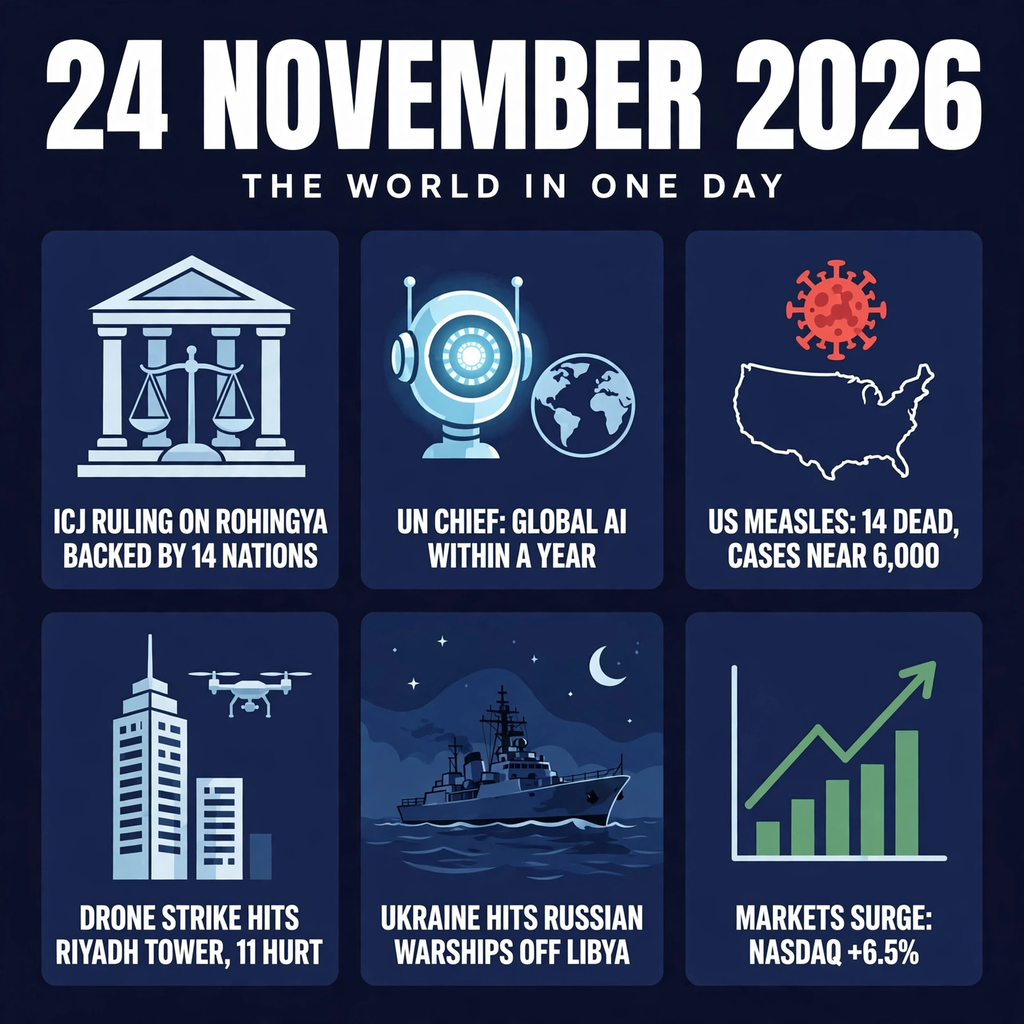 24 NOVEMBER 2026
THE WORLD IN ONE DAY
ICJ RULING ON ROHINGYA
BACKED BY 14 NATIONS
UN CHIEF: GLOBAL AI
WITHIN A YEAR
US MEASLES: 14 DEAD,
CASES NEAR 6,000
DRONE STRIKE HITS
RIYADH TOWER, 11 HURT
UKRAINE HITS RUSSIAN
WARSHIPS OFF LIBYA
MARKETS SURGE:
NASDAQ +6.5%